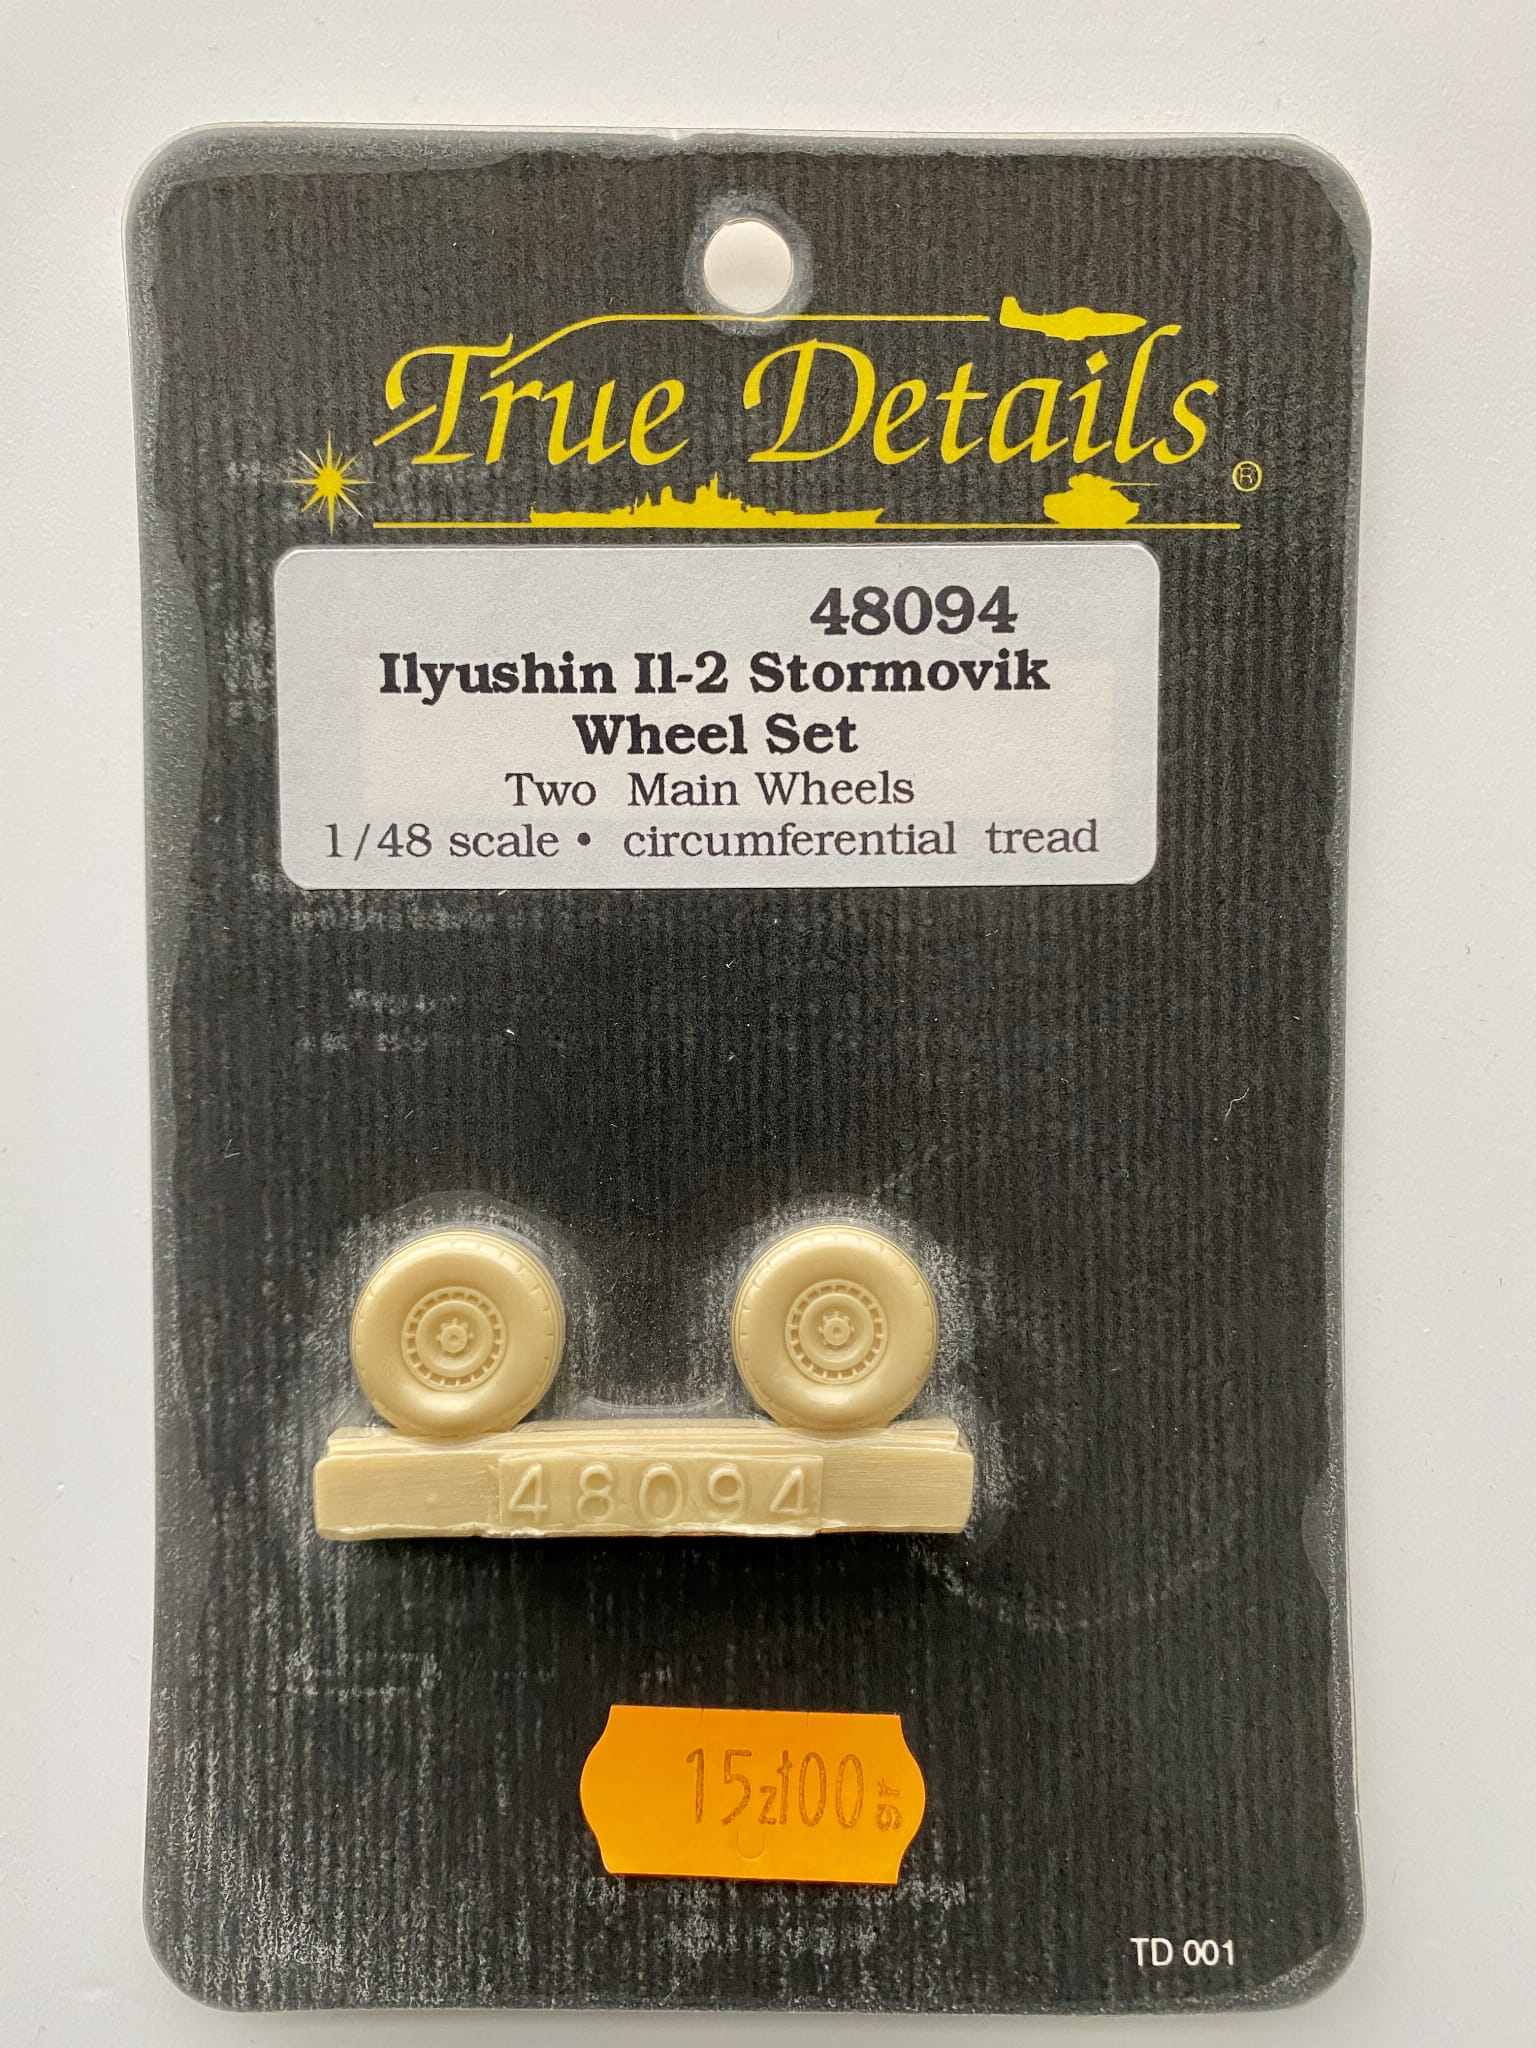 True Details ®
48094
Ilyushin Il-2 Stormovik
Wheel Set
Two Main Wheels
1/48 scale • circumferential tread
48094
15zł00
TD 001